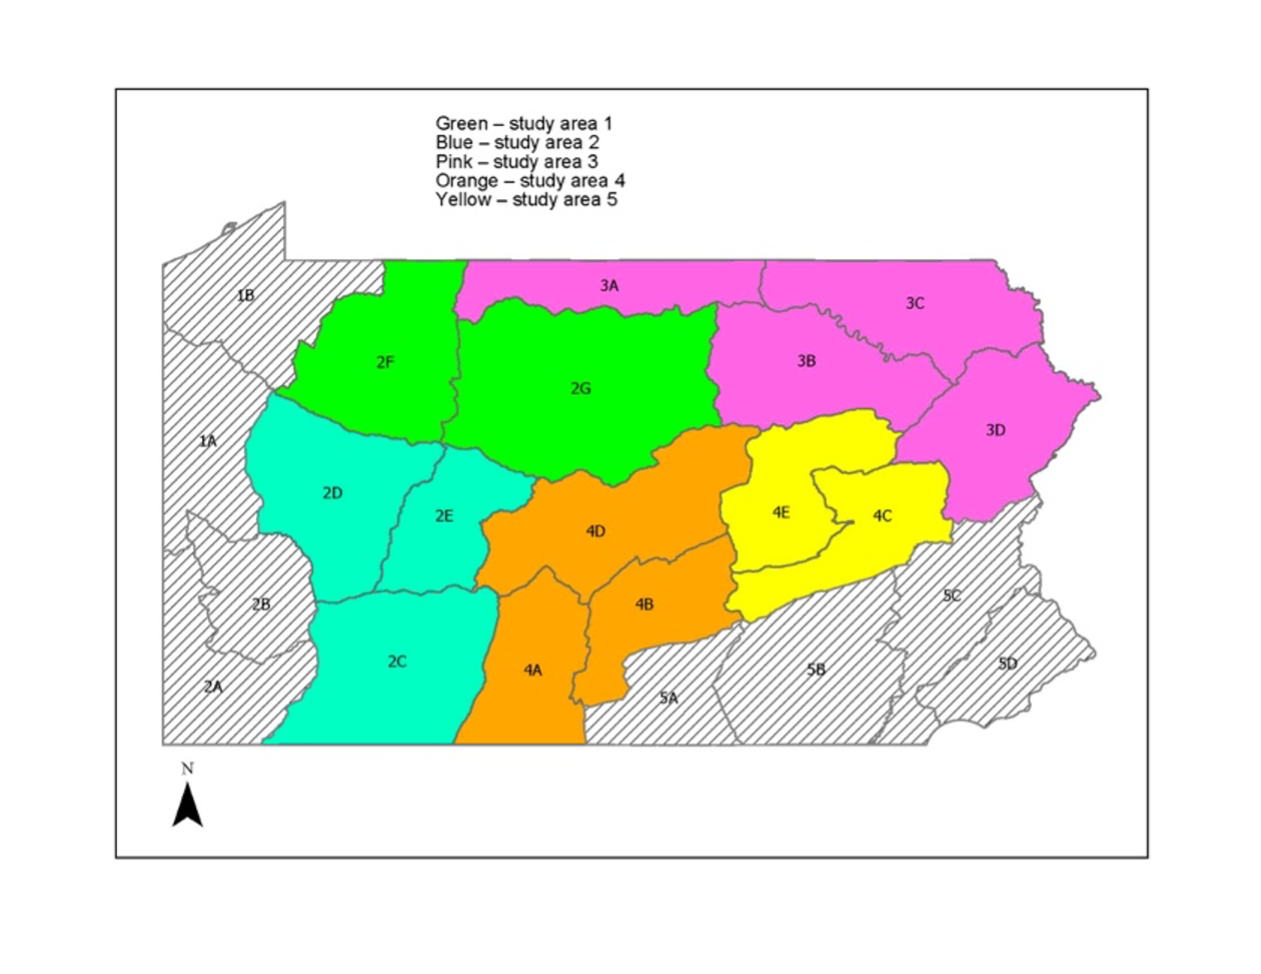 Green – study area 1
Blue – study area 2
Pink – study area 3
Orange – study area 4
Yellow – study area 5
3A
1B
3C
2F
3B
2G
3D
1A
2D
4E
2E
4C
4D
5C
2B
4B
2C
5D
4A
5B
2A
5A
N